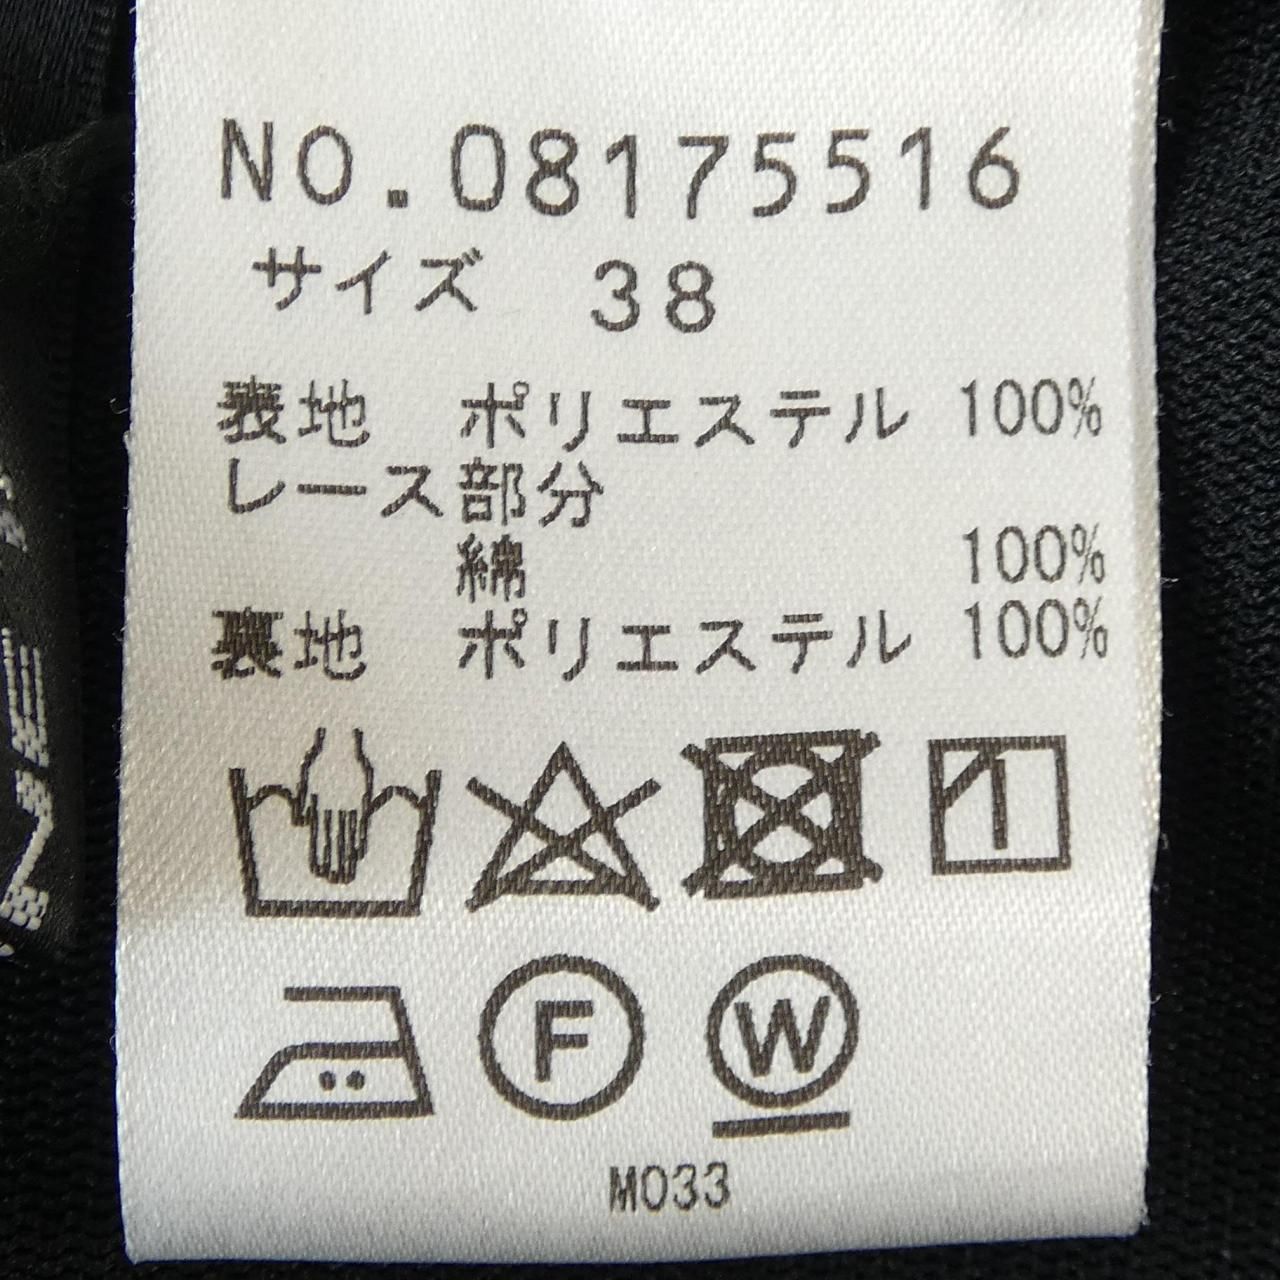 NO.08175516
サイズ 38
表地 ポリエステル 100%
レース部分
綿 100%
裏地 ポリエステル 100%
F
W
M033